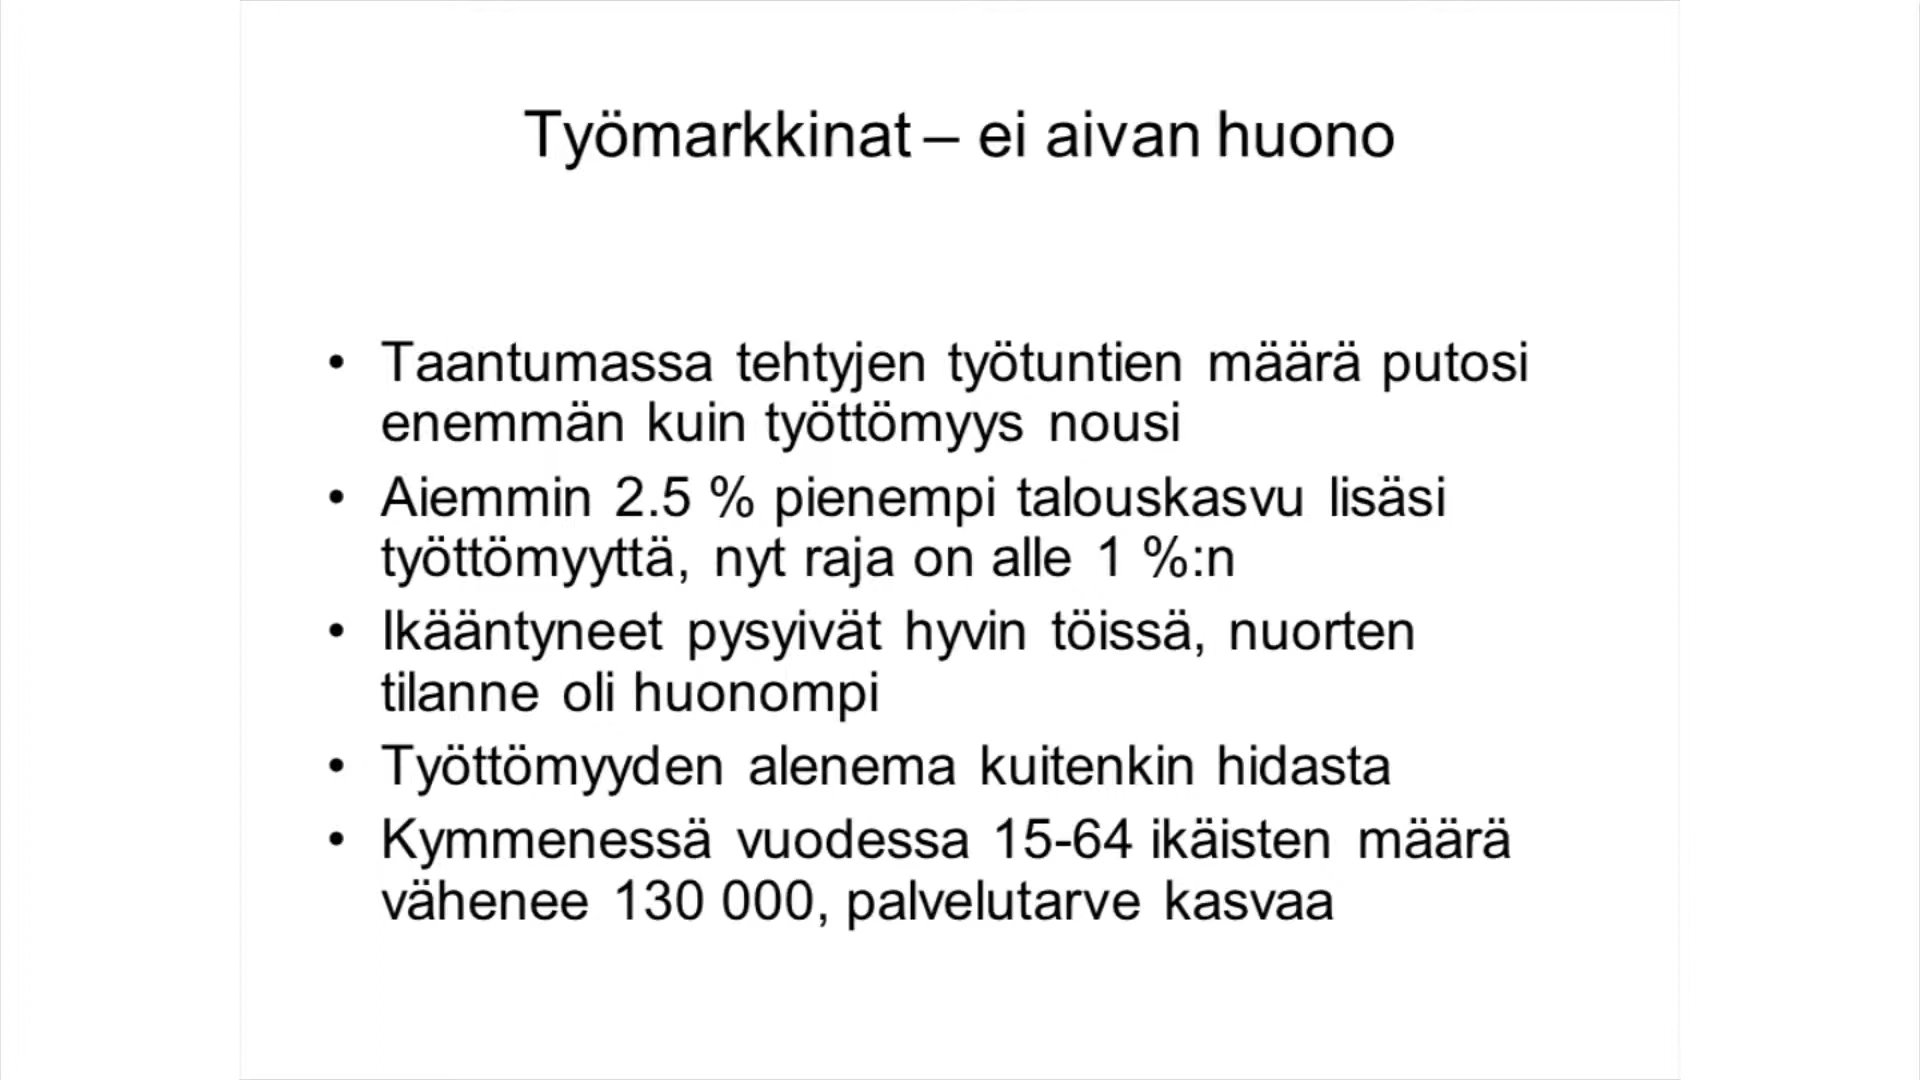 Työmarkkinat – ei aivan huono
• Taantumassa tehtyjen työtuntien määrä putosi
enemmän kuin työttömyys nousi
• Aiemmin 2.5 % pienempi talouskasvu lisäsi
työttömyyttä, nyt raja on alle 1 %:n
• Ikääntyneet pysyivät hyvin töissä, nuorten
tilanne oli huonompi
• Työttömyyden alenema kuitenkin hidasta
• Kymmenessä vuodessa 15-64 ikäisten määrä
vähenee 130 000, palvelutarve kasvaa